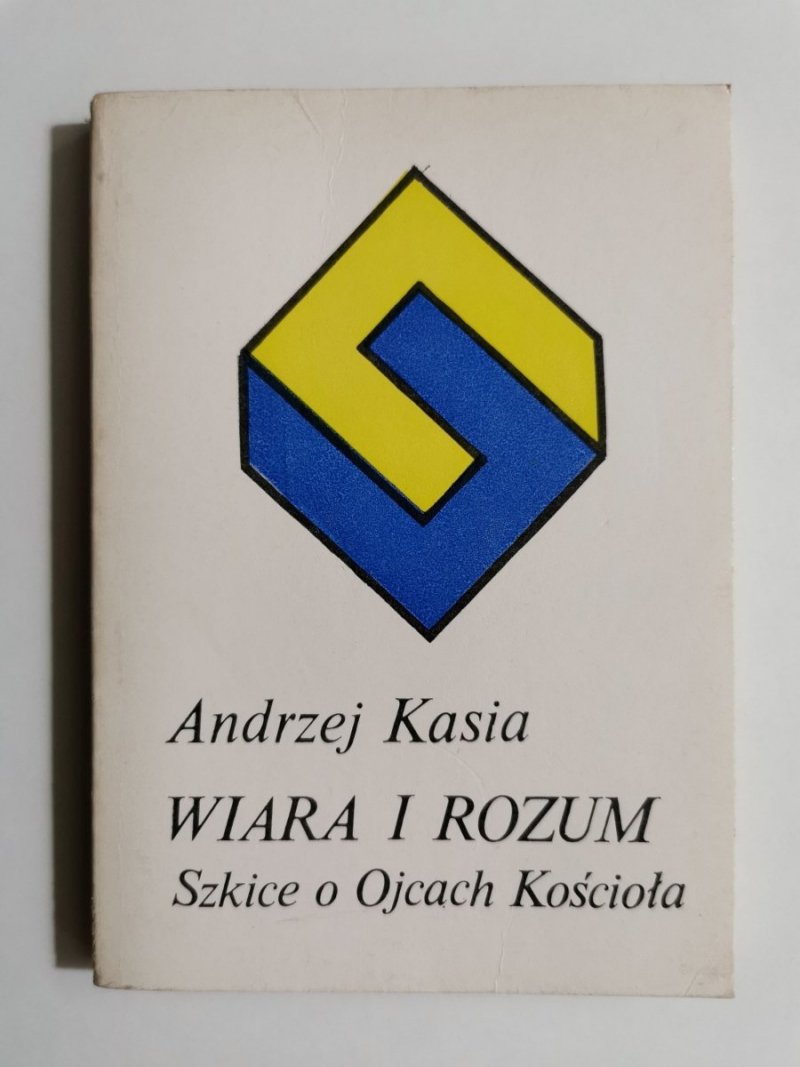 Andrzej Kasia
WIARA I ROZUM
Szkice o Ojcach Kościoła